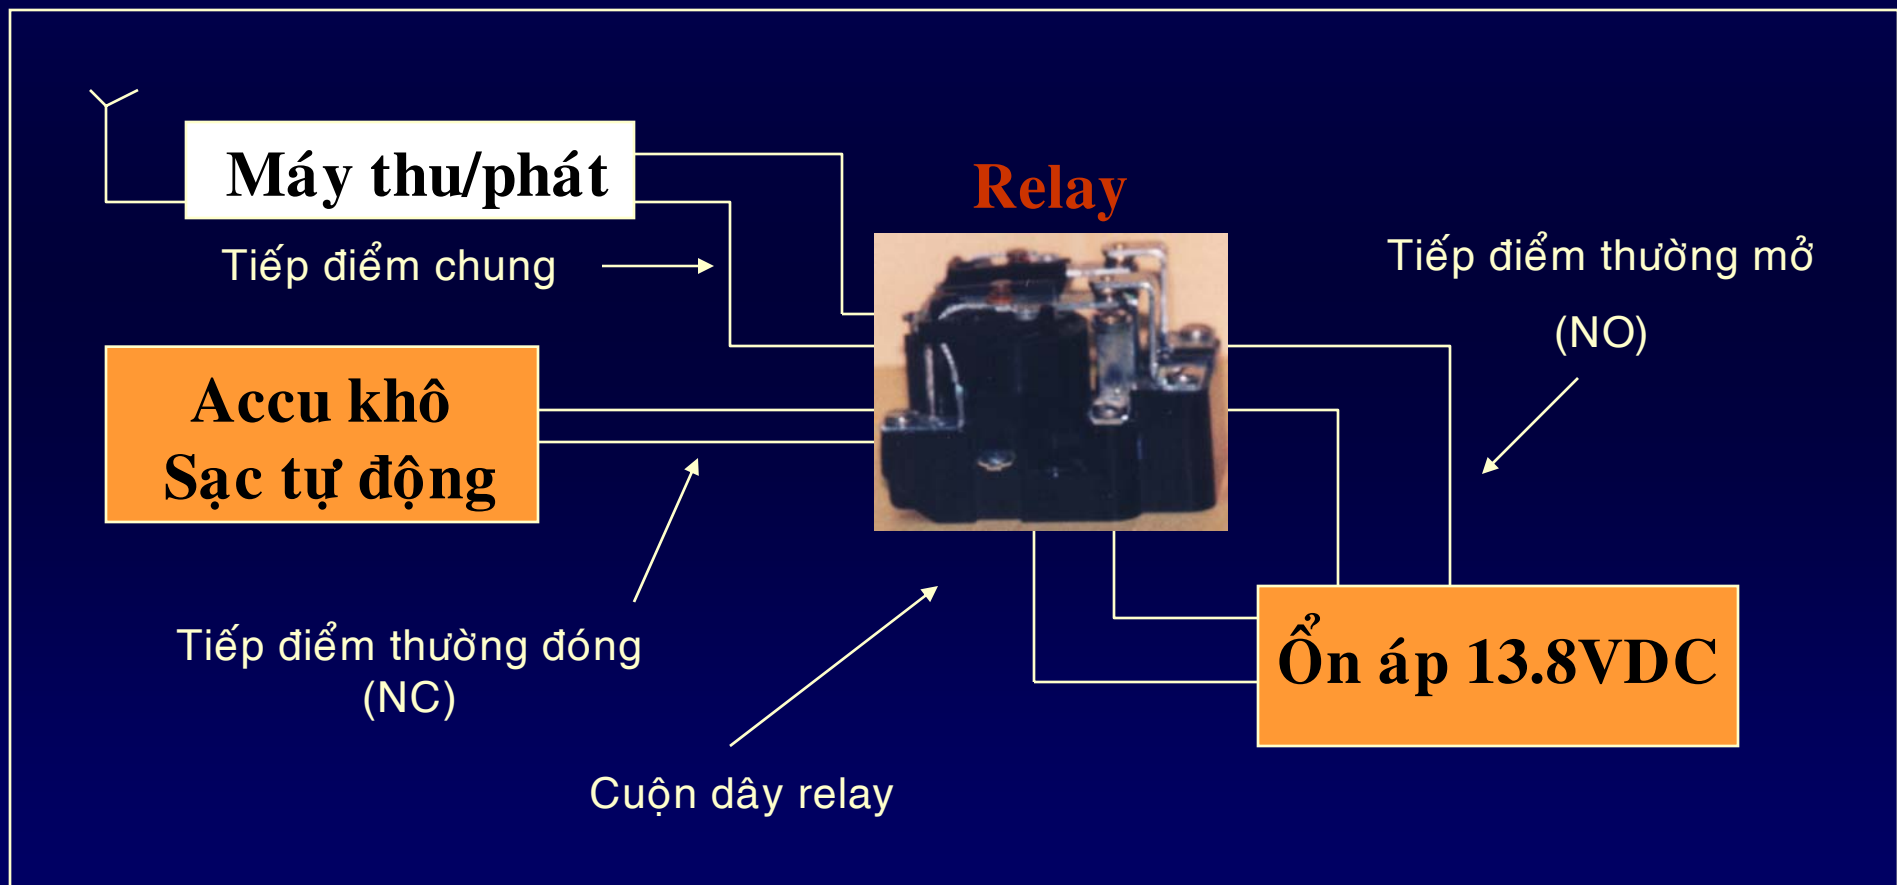 Máy thu/phát
Relay
Tiếp điểm chung
Tiếp điểm thường mở
(NO)
Accu khô
Sạc tự động
Tiếp điểm thường đóng
(NC)
Ổn áp 13.8VDC
Cuộn dây relay